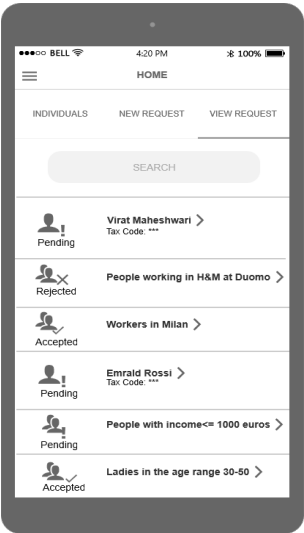 BELL 4:20 PM 100%
HOME
INDIVIDUALS NEW REQUEST VIEW REQUEST
SEARCH
Virat Maheshwari
Tax Code: ***
Pending
People working in H&M at Duomo
Rejected
Workers in Milan
Accepted
Emrald Rossi
Tax Code: ***
Pending
People with income<= 1000 euros
Pending
Ladies in the age range 30-50
Accepted